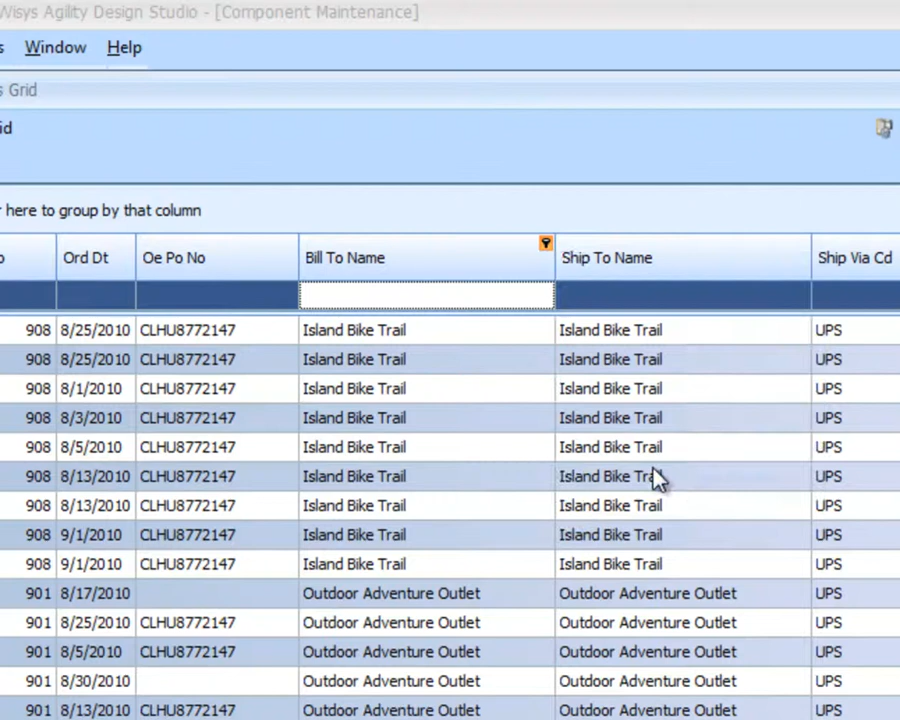 Wisys Agility Design Studio - [Component Maintenance]
s Window Help
s Grid
id
r here to group by that column
o Ord Dt Oe Po No Bill To Name Ship To Name Ship Via Cd
908 8/25/2010 CLHU8772147 Island Bike Trail Island Bike Trail UPS
908 8/25/2010 CLHU8772147 Island Bike Trail Island Bike Trail UPS
908 8/1/2010 CLHU8772147 Island Bike Trail Island Bike Trail UPS
908 8/3/2010 CLHU8772147 Island Bike Trail Island Bike Trail UPS
908 8/5/2010 CLHU8772147 Island Bike Trail Island Bike Trail UPS
908 8/13/2010 CLHU8772147 Island Bike Trail Island Bike Trail UPS
908 8/13/2010 CLHU8772147 Island Bike Trail Island Bike Trail UPS
908 9/1/2010 CLHU8772147 Island Bike Trail Island Bike Trail UPS
908 9/1/2010 CLHU8772147 Island Bike Trail Island Bike Trail UPS
901 8/17/2010 Outdoor Adventure Outlet Outdoor Adventure Outlet UPS
901 8/25/2010 CLHU8772147 Outdoor Adventure Outlet Outdoor Adventure Outlet UPS
901 8/5/2010 CLHU8772147 Outdoor Adventure Outlet Outdoor Adventure Outlet UPS
901 8/30/2010 Outdoor Adventure Outlet Outdoor Adventure Outlet UPS
901 8/13/2010 CLHU8772147 Outdoor Adventure Outlet Outdoor Adventure Outlet UPS